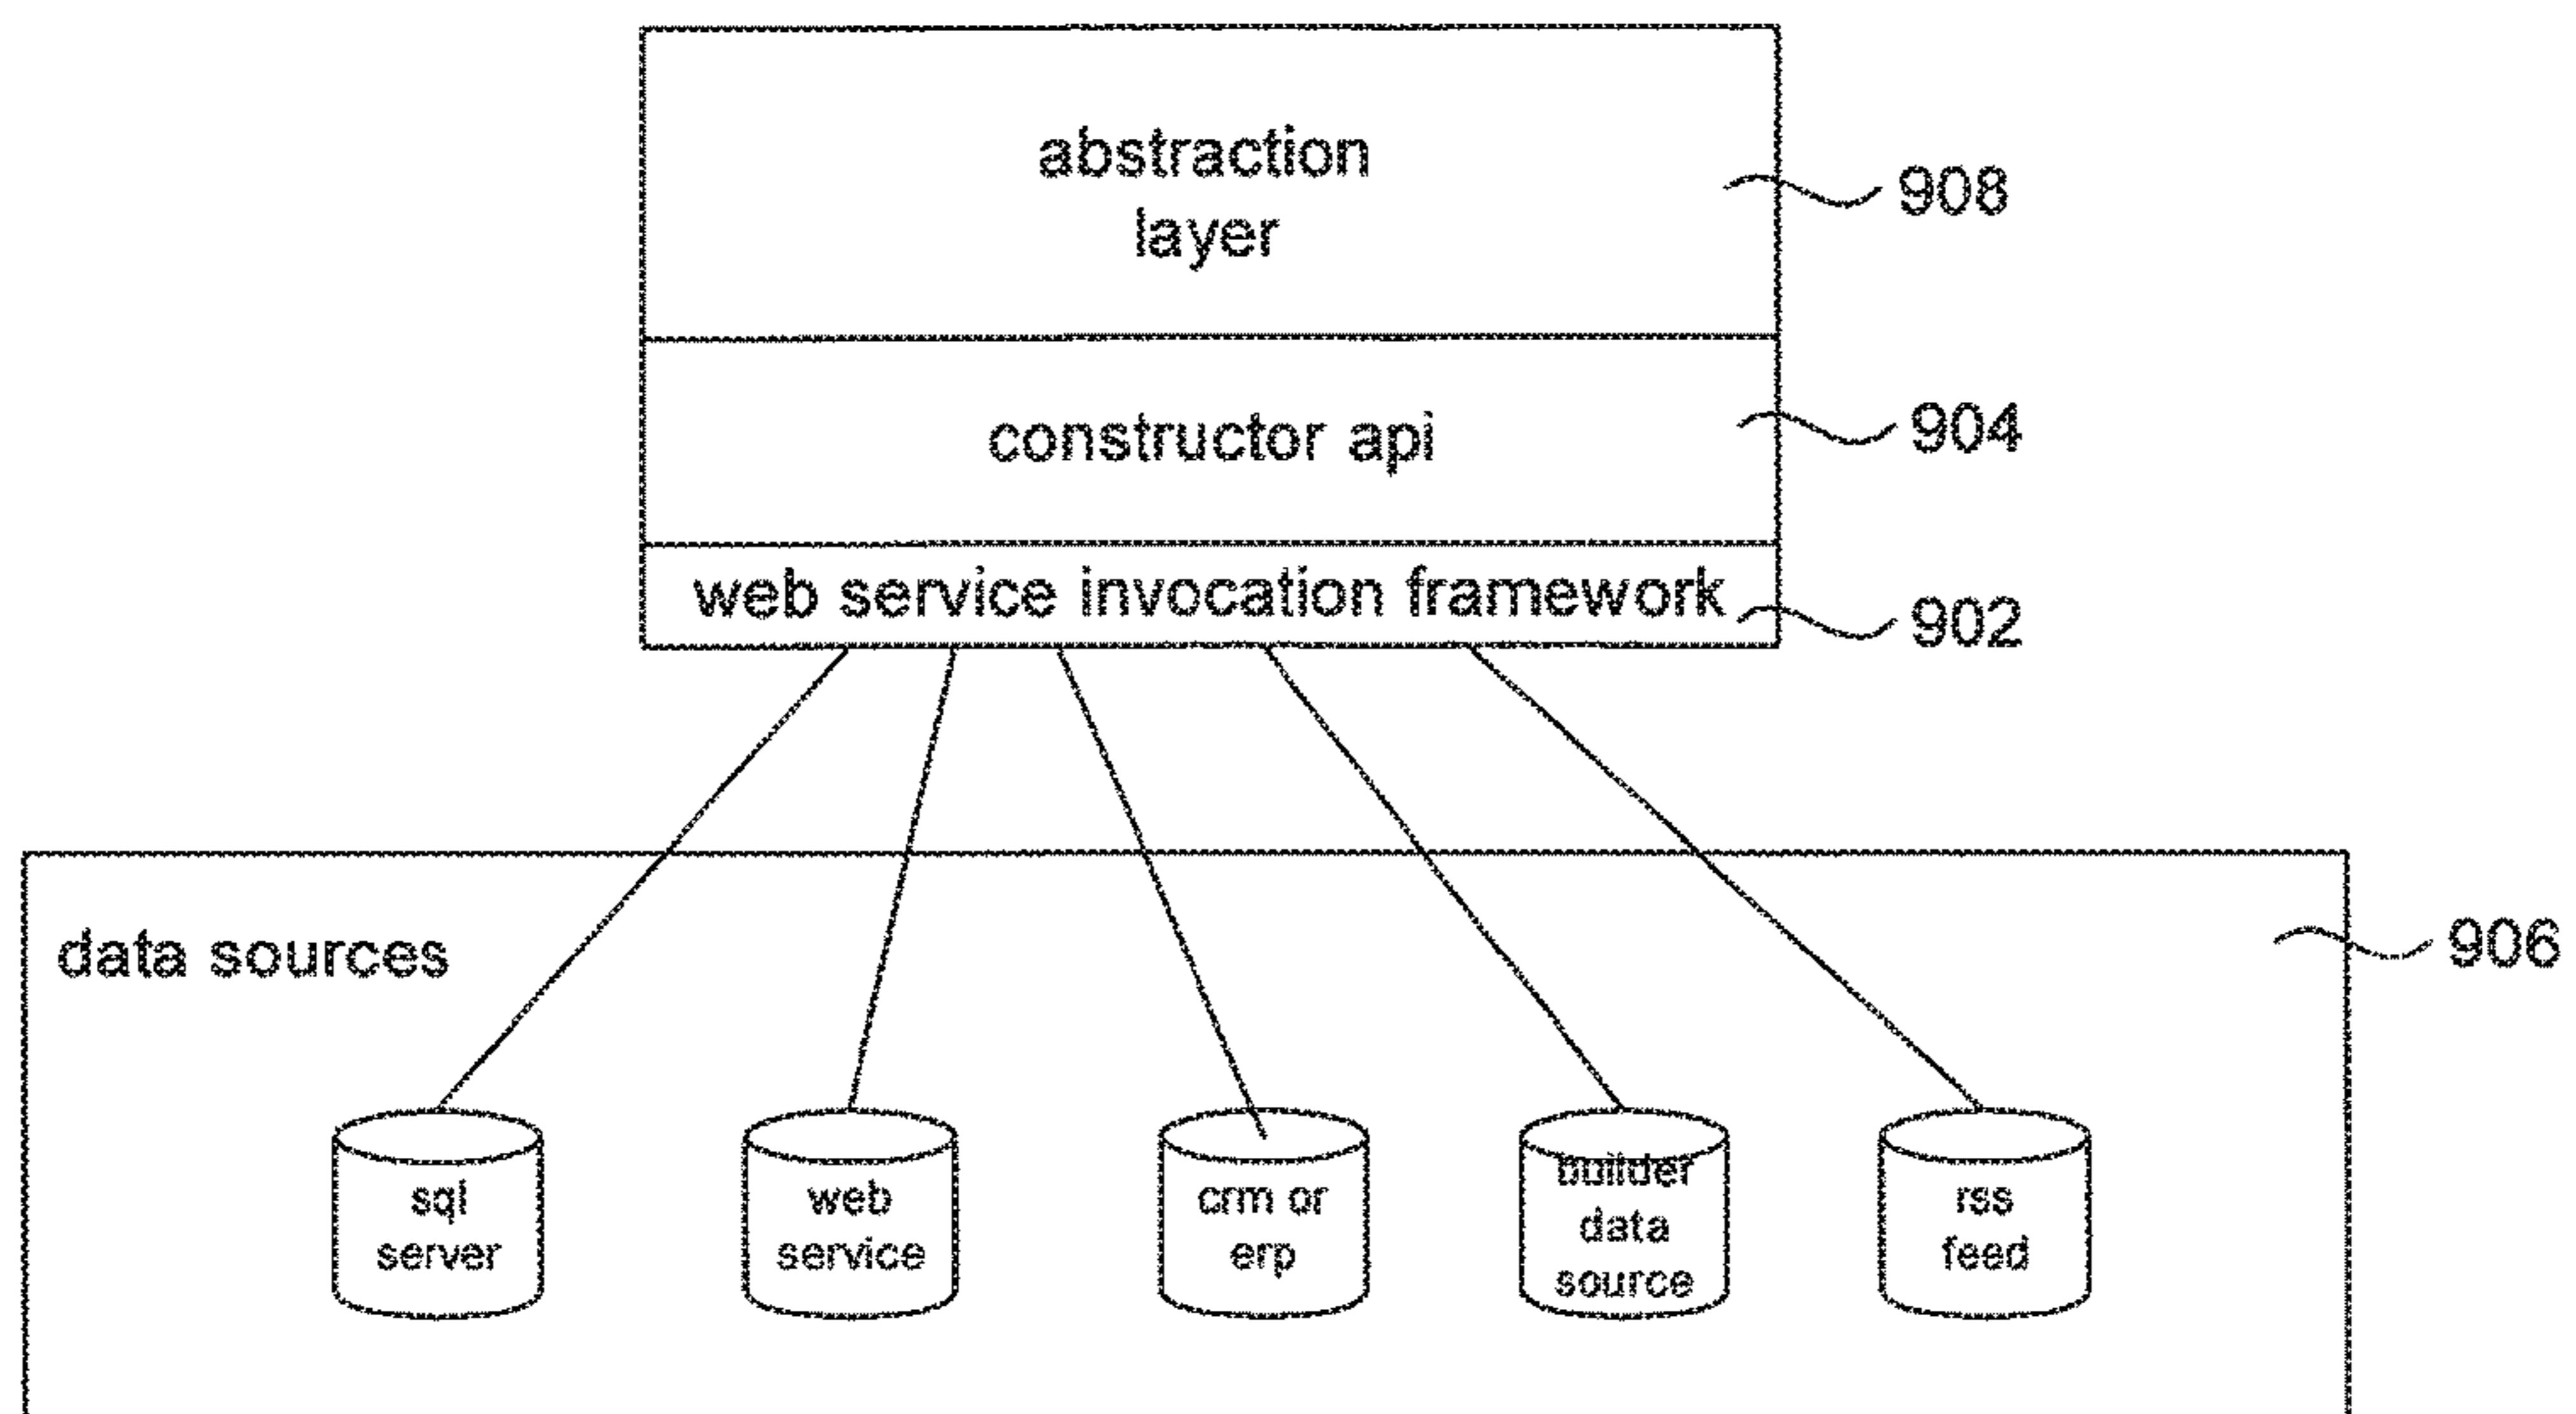 abstraction
layer
908
constructor api
904
web service invocation framework
902
data sources
906
sql
server
web
service
crm or
erp
builder
data
source
rss
feed